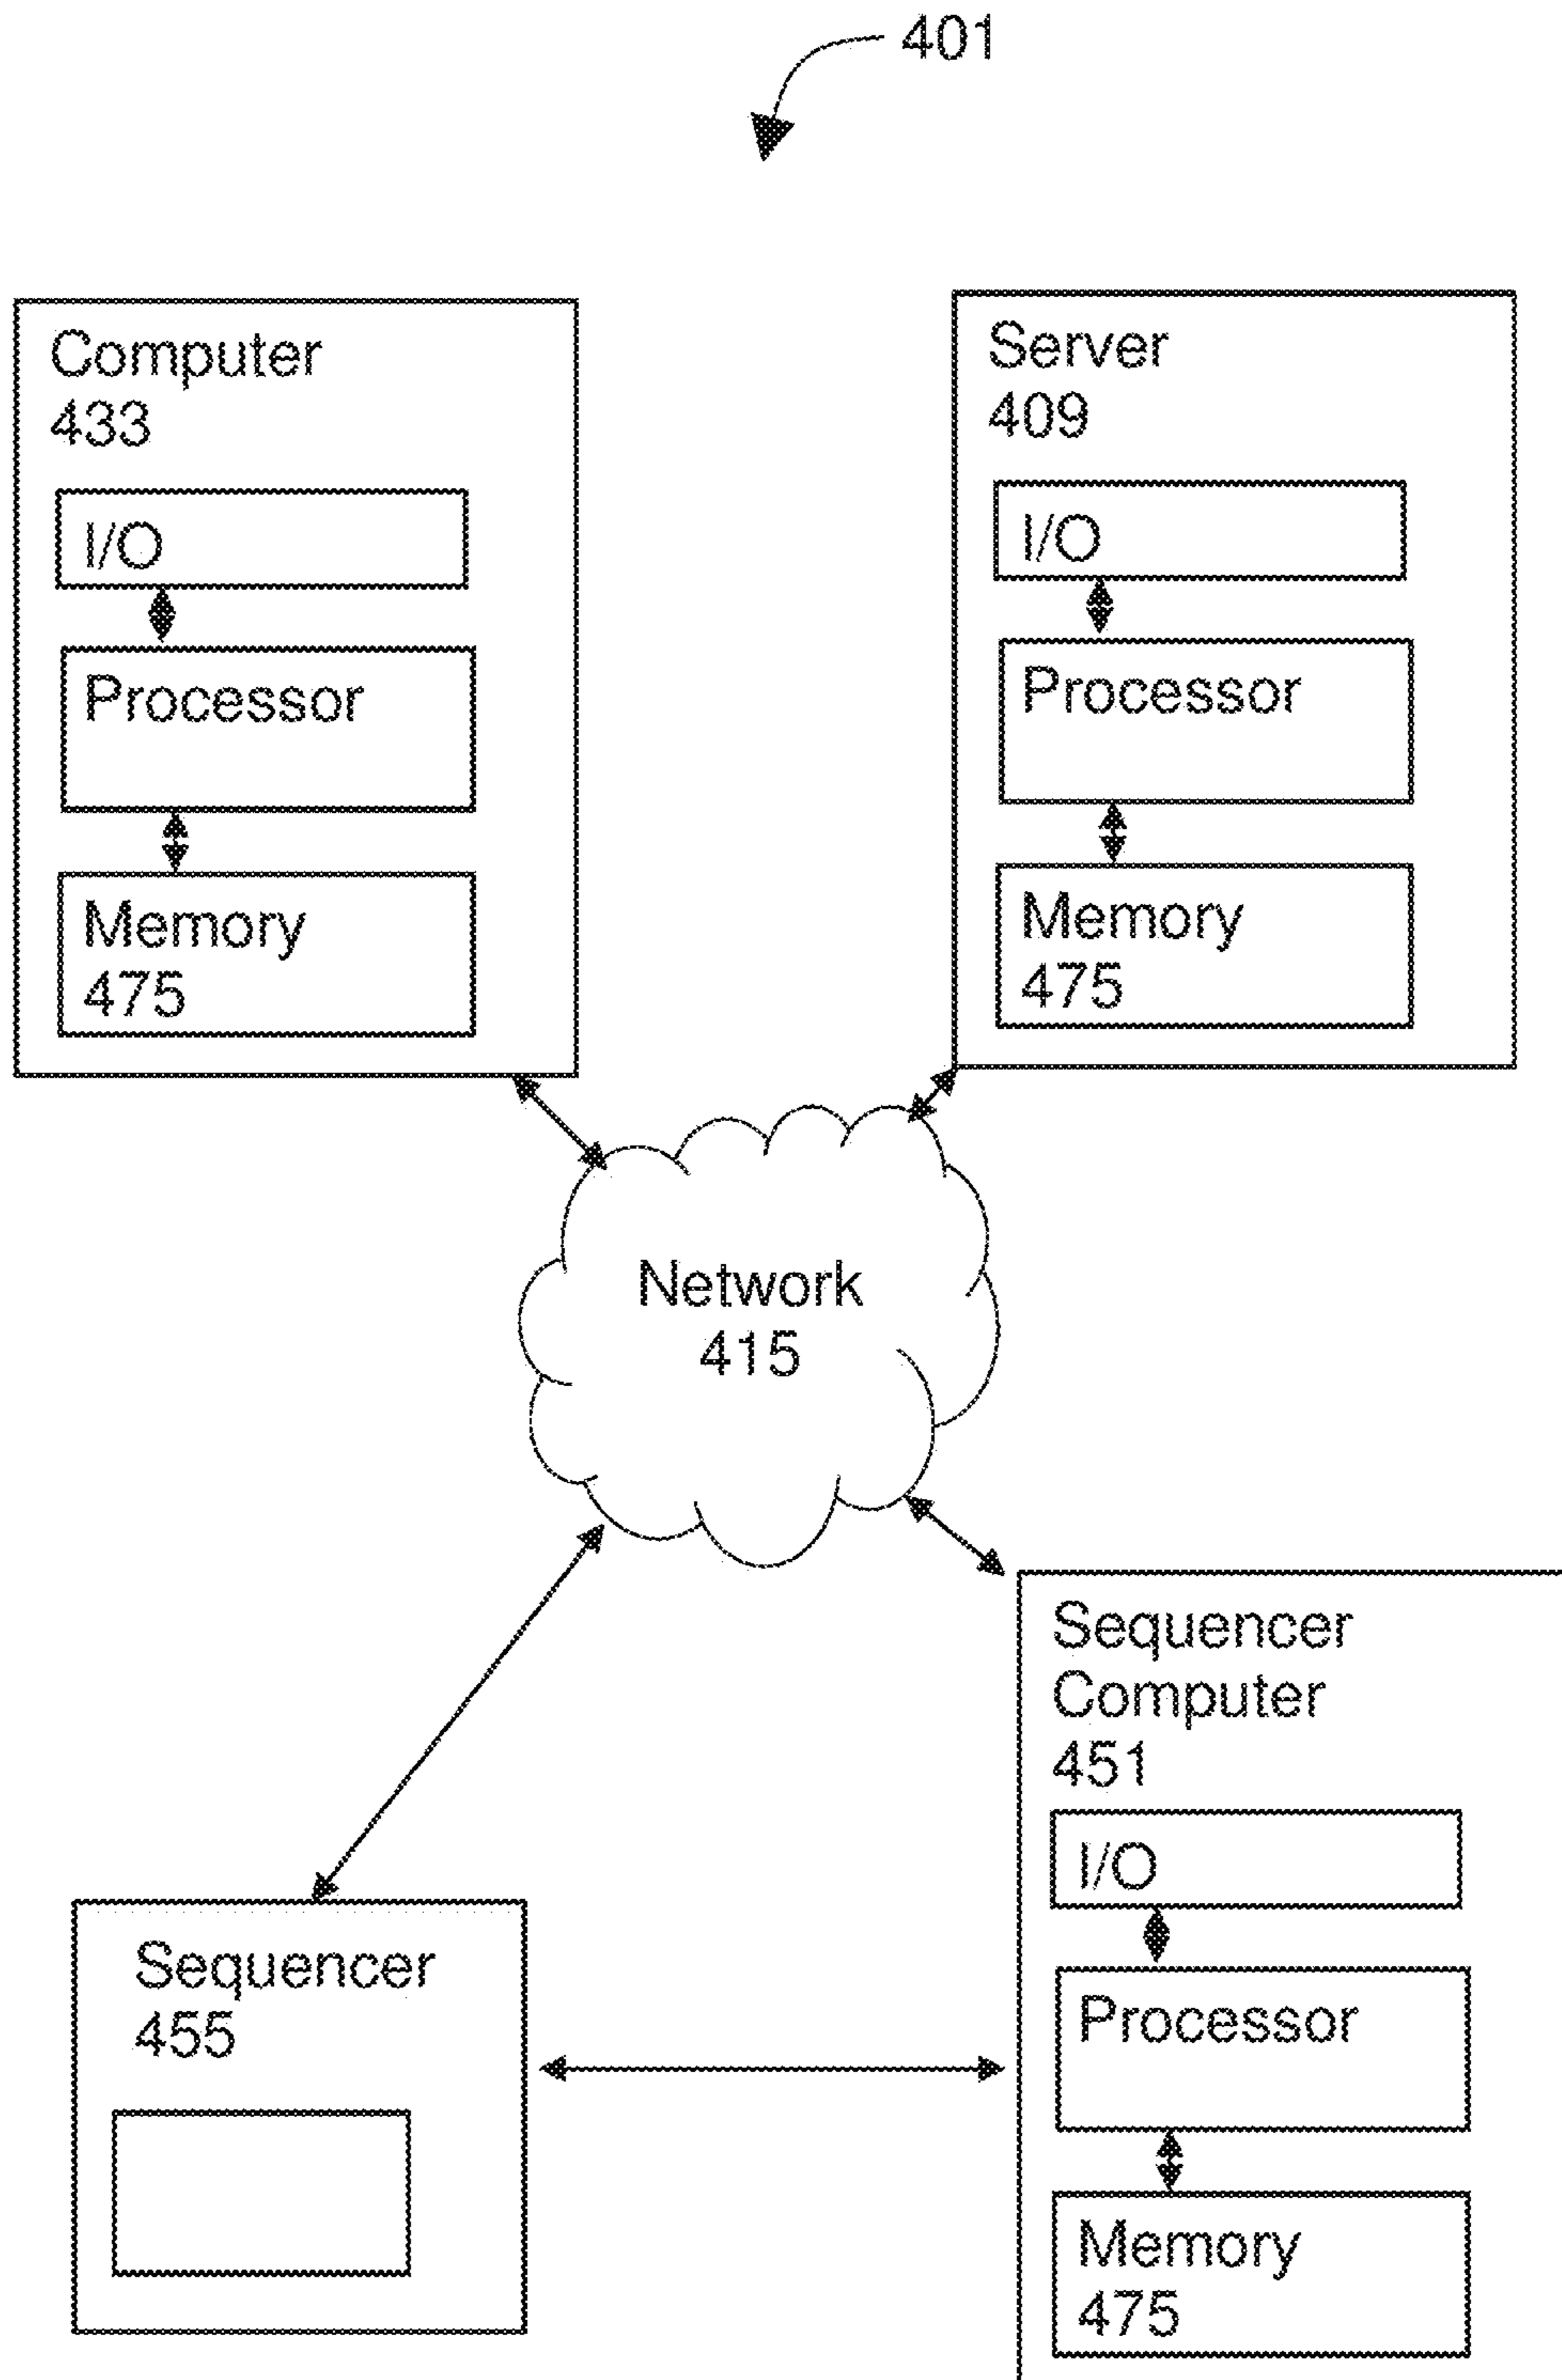 401
Computer
433
I/O
Processor
Memory
475
Server
409
I/O
Processor
Memory
475
Network
415
Sequencer
455
Sequencer
Computer
451
I/O
Processor
Memory
475